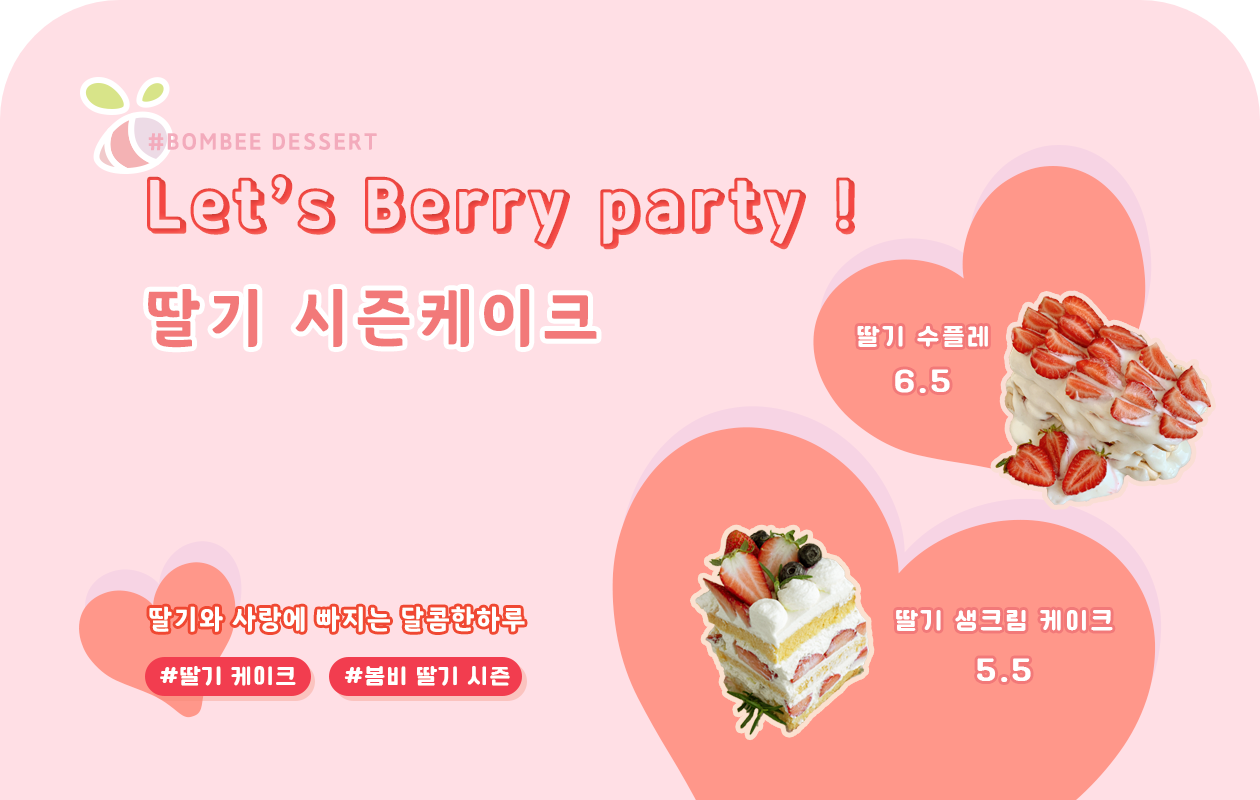 #BOMBEE DESSERT
Let's Berry party !
딸기 시즌케이크
딸기 수플레
6.5
딸기 생크림 케이크
5.5
딸기와 사랑에 빠지는 달콤한하루
#딸기 케이크
#봄비 딸기 시즌